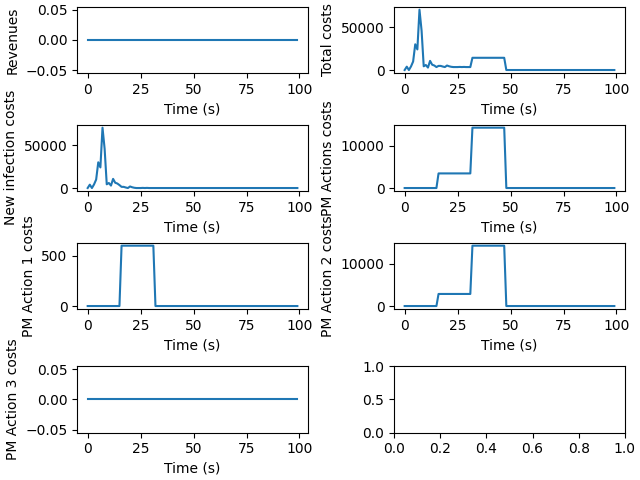 Revenues
0.05
0.00
−0.05
0 25 50 75 100
Time (s)
Total costs
50000
0
0 25 50 75 100
Time (s)
New infection costs
50000
0
0 25 50 75 100
Time (s)
PM Actions costs
10000
0
0 25 50 75 100
Time (s)
PM Action 1 costs
500
0
0 25 50 75 100
Time (s)
PM Action 2 costs
10000
0
0 25 50 75 100
Time (s)
PM Action 3 costs
0.05
0.00
−0.05
0 25 50 75 100
Time (s)
1.0
0.5
0.0
0.0 0.2 0.4 0.6 0.8 1.0